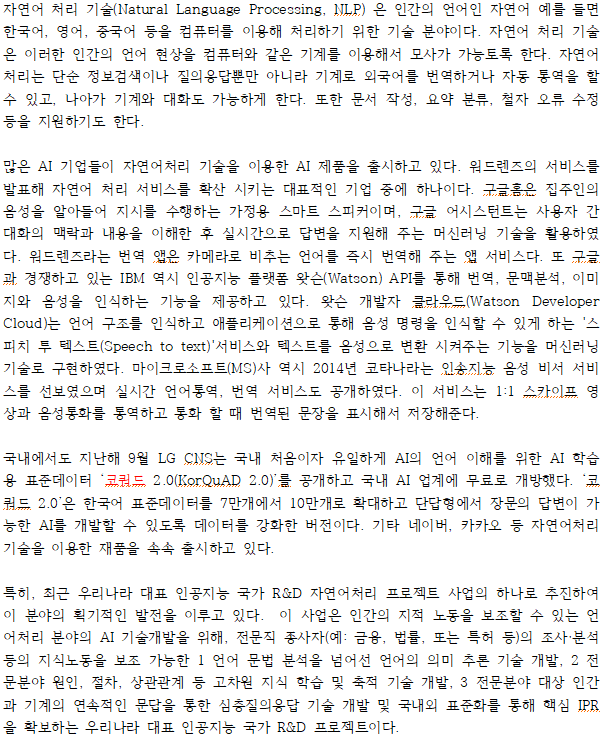 자연어 처리 기술(Natural Language Processing, NLP) 은 인간의 언어인 자연어 예를 들면
한국어, 영어, 중국어 등을 컴퓨터를 이용해 처리하기 위한 기술 분야이다. 자연어 처리 기술
은 이러한 인간의 언어 현상을 컴퓨터와 같은 기계를 이용해서 모사가 가능토록 한다. 자연어
처리는 단순 정보검색이나 질의응답뿐만 아니라 기계로 외국어를 번역하거나 자동 통역을 할
수 있고, 나아가 기계와 대화도 가능하게 한다. 또한 문서 작성, 요약 분류, 철자 오류 수정
등을 지원하기도 한다.
많은 AI 기업들이 자연어처리 기술을 이용한 AI 제품을 출시하고 있다. 워드렌즈의 서비스를
발표해 자연어 처리 서비스를 확산 시키는 대표적인 기업 중에 하나이다. 구글홈은 집주인의
음성을 알아들어 지시를 수행하는 가정용 스마트 스피커이며, 구글 어시스턴트는 사용자 간
대화의 맥락과 내용을 이해한 후 실시간으로 답변을 지원해 주는 머신러닝 기술을 활용하였
다. 워드렌즈라는 번역 앱은 카메라로 비추는 언어를 즉시 번역해 주는 앱 서비스다. 또 구글
과 경쟁하고 있는 IBM 역시 인공지능 플랫폼 왓슨(Watson) API를 통해 번역, 문맥분석, 이미
지와 음성을 인식하는 기능을 제공하고 있다. 왓슨 개발자 클라우드(Watson Developer
Cloud)는 언어 구조를 인식하고 애플리케이션으로 통해 음성 명령을 인식할 수 있게 하는 '스
피치 투 텍스트(Speech to text)'서비스와 텍스트를 음성으로 변환 시켜주는 기능을 머신러닝
기술로 구현하였다. 마이크로소프트(MS)사 역시 2014년 코타나라는 인송지능 음성 비서 서비
스를 선보였으며 실시간 언어통역, 번역 서비스도 공개하였다. 이 서비스는 1:1 스카이프 영
상과 음성통화를 통역하고 통화 할 때 번역된 문장을 표시해서 저장해준다.
국내에서도 지난해 9월 LG CNS는 국내 처음이자 유일하게 AI의 언어 이해를 위한 AI 학습
용 표준데이터 '코쿼드 2.0(KorQuAD 2.0)'를 공개하고 국내 AI 업계에 무료로 개방했다. '코
쿼드 2.0'은 한국어 표준데이터를 7만개에서 10만개로 확대하고 단답형에서 장문의 답변이 가
능한 AI를 개발할 수 있도록 데이터를 강화한 버전이다. 기타 네이버, 카카오 등 자연어처리
기술을 이용한 재품을 속속 출시하고 있다.
특히, 최근 우리나라 대표 인공지능 국가 R&D 자연어처리 프로젝트 사업의 하나로 추진하여
이 분야의 획기적인 발전을 이루고 있다.  이 사업은 인간의 지적 노동을 보조할 수 있는 언
어처리 분야의 AI 기술개발을 위해, 전문직 종사자(예: 금융, 법률, 또는 특허 등)의 조사·분석
등의 지식노동을 보조 가능한 1 언어 문법 분석을 넘어선 언어의 의미 추론 기술 개발, 2 전
문분야 원인, 절차, 상관관계 등 고차원 지식 학습 및 축적 기술 개발, 3 전문분야 대상 인간
과 기계의 연속적인 문답을 통한 심층질의응답 기술 개발 및 국내외 표준화를 통해 핵심 IPR
을 확보하는 우리나라 대표 인공지능 국가 R&D 프로젝트이다.